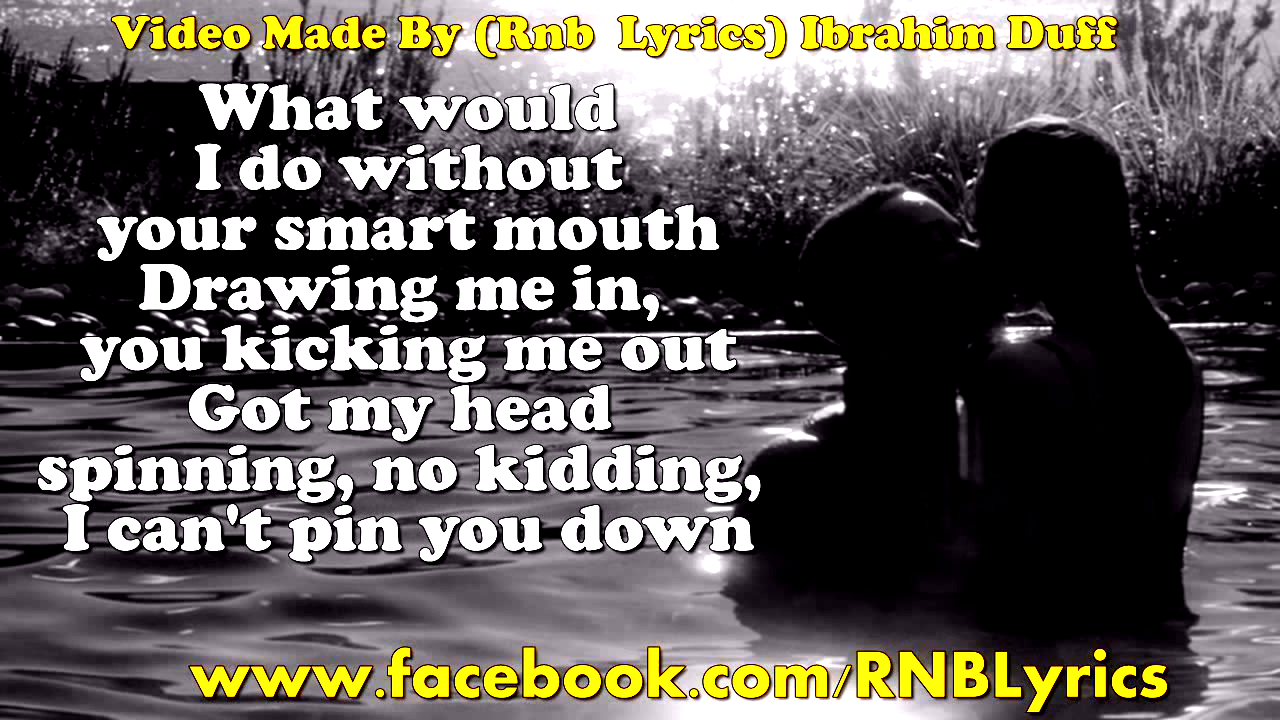 Video Made By (Rnb Lyrics) Ibrahim Duff
What would
I do without
your smart mouth
Drawing me in,
you kicking me out
Got my head
spinning, no kidding,
I can't pin you down
www.facebook.com/RNBLyrics